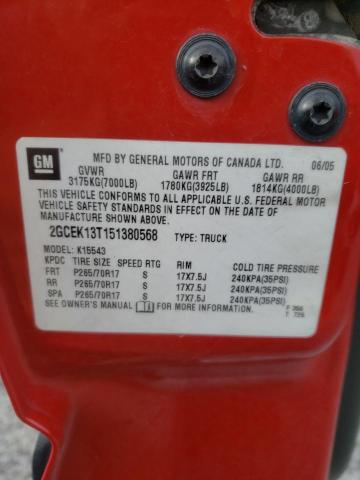 GM
MFD BY GENERAL MOTORS OF CANADA LTD. 06/05
GVWR GAWR FRT GAWR RR
3175KG(7000LB) 1780KG(3925LB) 1814KG(4000LB)
THIS VEHICLE CONFORMS TO ALL APPLICABLE U.S. FEDERAL MOTOR
VEHICLE SAFETY STANDARDS IN EFFECT ON THE DATE OF
MANUFACTURE SHOWN ABOVE.
2GCEK13T151380568 TYPE: TRUCK
MODEL: K15543
KPDC TIRE SIZE SPEED RTG RIM COLD TIRE PRESSURE
FRT P265/70R17 S 17X7.5J 240KPA(35PSI)
RR P265/70R17 S 17X7.5J 240KPA(35PSI)
SPA P265/70R17 S 17X7.5J 240KPA(35PSI)
SEE OWNER'S MANUAL FOR MORE INFORMATION